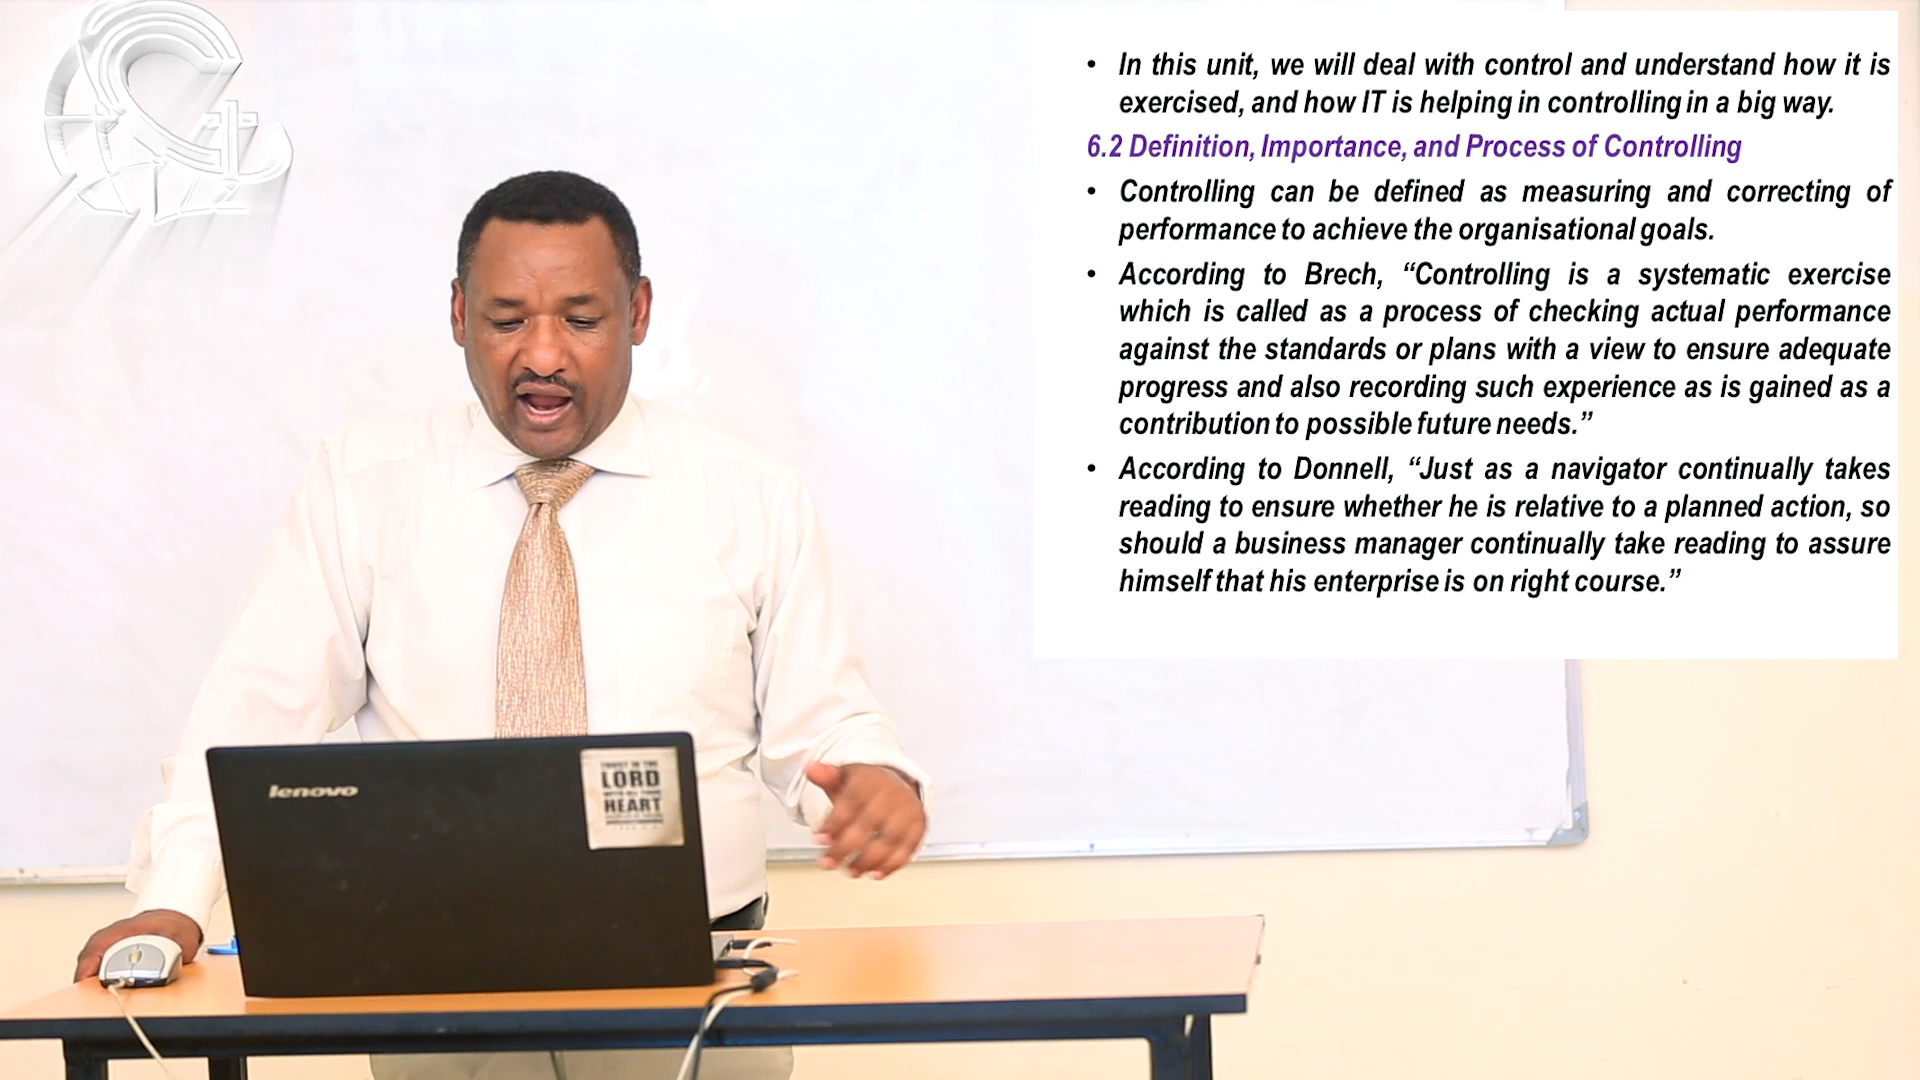 • In this unit, we will deal with control and understand how it is
exercised, and how IT is helping in controlling in a big way.
6.2 Definition, Importance, and Process of Controlling
• Controlling can be defined as measuring and correcting of
performance to achieve the organisational goals.
• According to Brech, “Controlling is a systematic exercise
which is called as a process of checking actual performance
against the standards or plans with a view to ensure adequate
progress and also recording such experience as is gained as a
contribution to possible future needs.”
• According to Donnell, “Just as a navigator continually takes
reading to ensure whether he is relative to a planned action, so
should a business manager continually take reading to assure
himself that his enterprise is on right course.”
lenovo
TRUST IN THE
LORD
WITH ALL YOUR
HEART